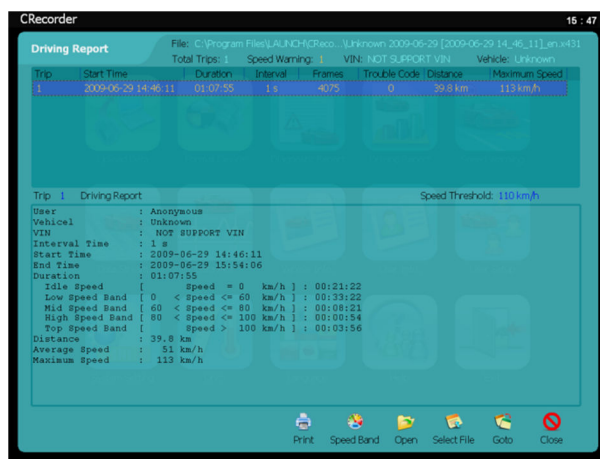 CRecorder 15 : 47
Driving Report
File: C:\Program Files\LAUNCH\CReco...\Unknown 2009-06-29 [2009-06-29 14_46_11]_en.x431
Total Trips: 1 Speed Warning: 1 VIN: NOT SUPPORT VIN Vehicle: Unknown
Trip Start Time Duration Interval Frames Trouble Code Distance Maximum Speed
1 2009-06-29 14:46:11 01:07:55 1 s 4075 0 39.8 km 113 km/h
Trip 1 Driving Report Speed Threshold: 110 km/h
User : Anonymous
Vehicel : Unknown
VIN : NOT SUPPORT VIN
Interval Time : 1 s
Start Time : 2009-06-29 14:46:11
End Time : 2009-06-29 15:54:06
Duration : 01:07:55
Idle Speed [ Speed = 0 km/h ] : 00:21:22
Low Speed Band [ 0 < Speed <= 60 km/h ] : 00:33:22
Mid Speed Band [ 60 < Speed <= 80 km/h ] : 00:08:21
High Speed Band [ 80 < Speed <= 100 km/h ] : 00:00:54
Top Speed Band [ Speed > 100 km/h ] : 00:03:56
Distance : 39.8 km
Average Speed : 51 km/h
Maximum Speed : 113 km/h
Print Speed Band Open Select File Goto Close